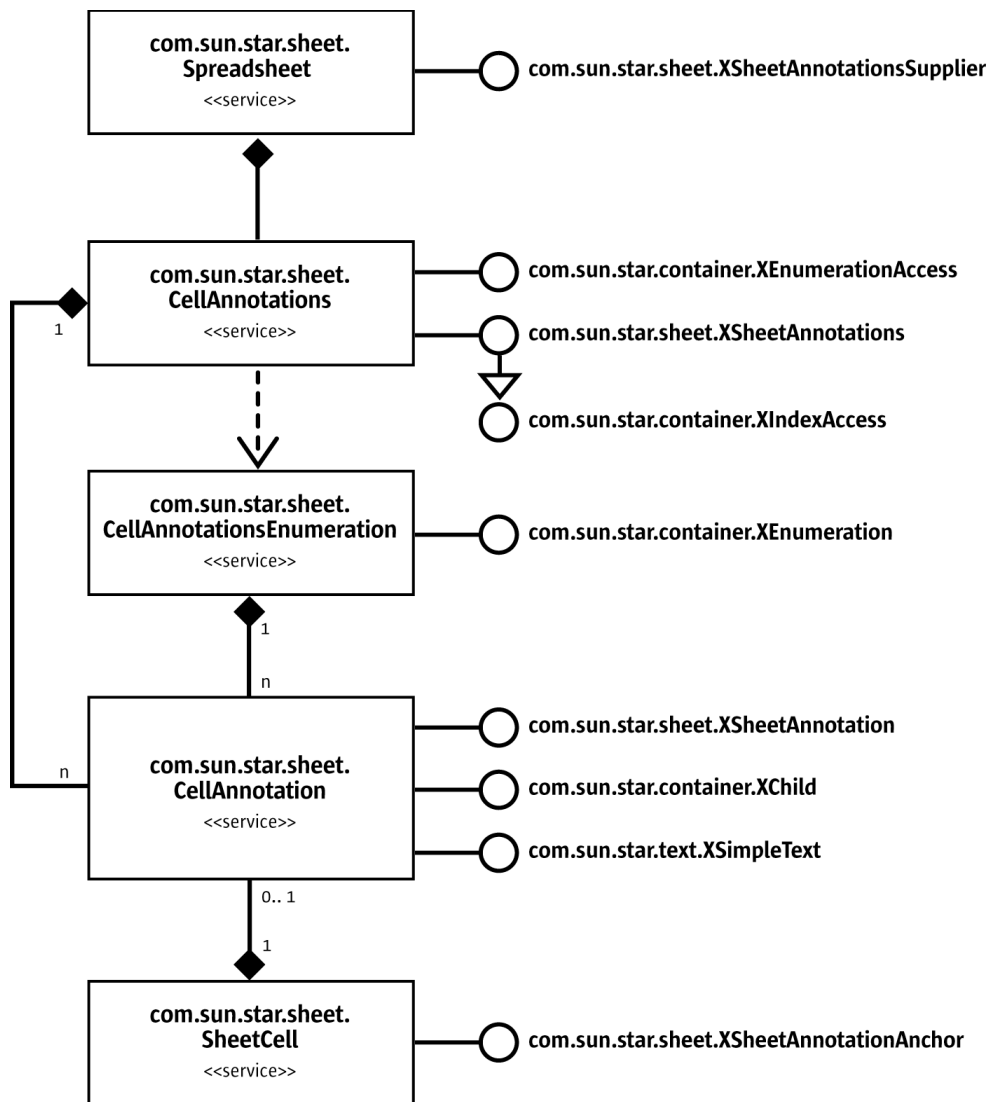 com.sun.star.sheet.
Spreadsheet
<<service>>
com.sun.star.sheet.XSheetAnnotationsSupplier
com.sun.star.sheet.
CellAnnotations
<<service>>
com.sun.star.container.XEnumerationAccess
com.sun.star.sheet.XSheetAnnotations
com.sun.star.container.XIndexAccess
1
com.sun.star.sheet.
CellAnnotationsEnumeration
<<service>>
com.sun.star.container.XEnumeration
1
n
n
com.sun.star.sheet.
CellAnnotation
<<service>>
com.sun.star.sheet.XSheetAnnotation
com.sun.star.container.XChild
com.sun.star.text.XSimpleText
0.. 1
1
com.sun.star.sheet.
SheetCell
<<service>>
com.sun.star.sheet.XSheetAnnotationAnchor